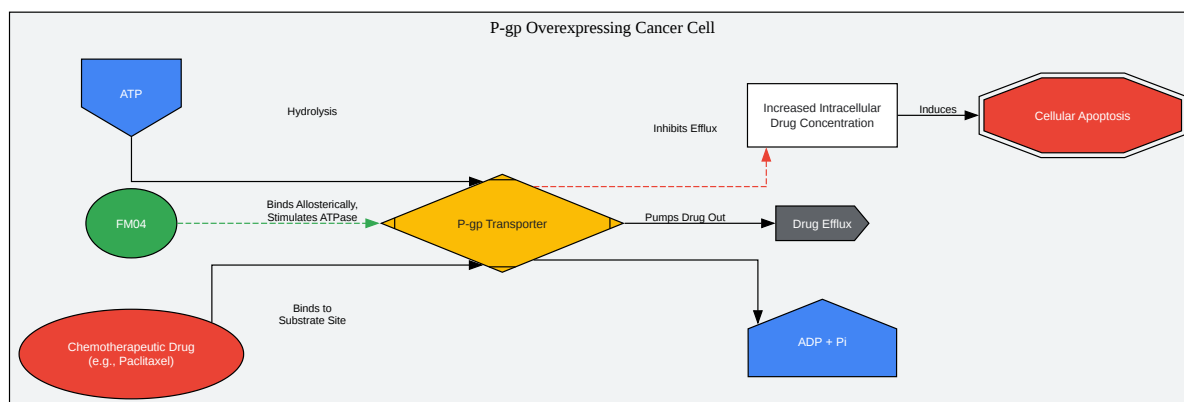 P-gp Overexpressing Cancer Cell
ATP
Hydrolysis
Increased Intracellular
Drug Concentration
Induces
Cellular Apoptosis
Inhibits Efflux
FM04
Binds Allosterically,
Stimulates ATPase
P-gp Transporter
Pumps Drug Out
Drug Efflux
Binds to
Substrate Site
Chemotherapeutic Drug
(e.g., Paclitaxel)
ADP + Pi